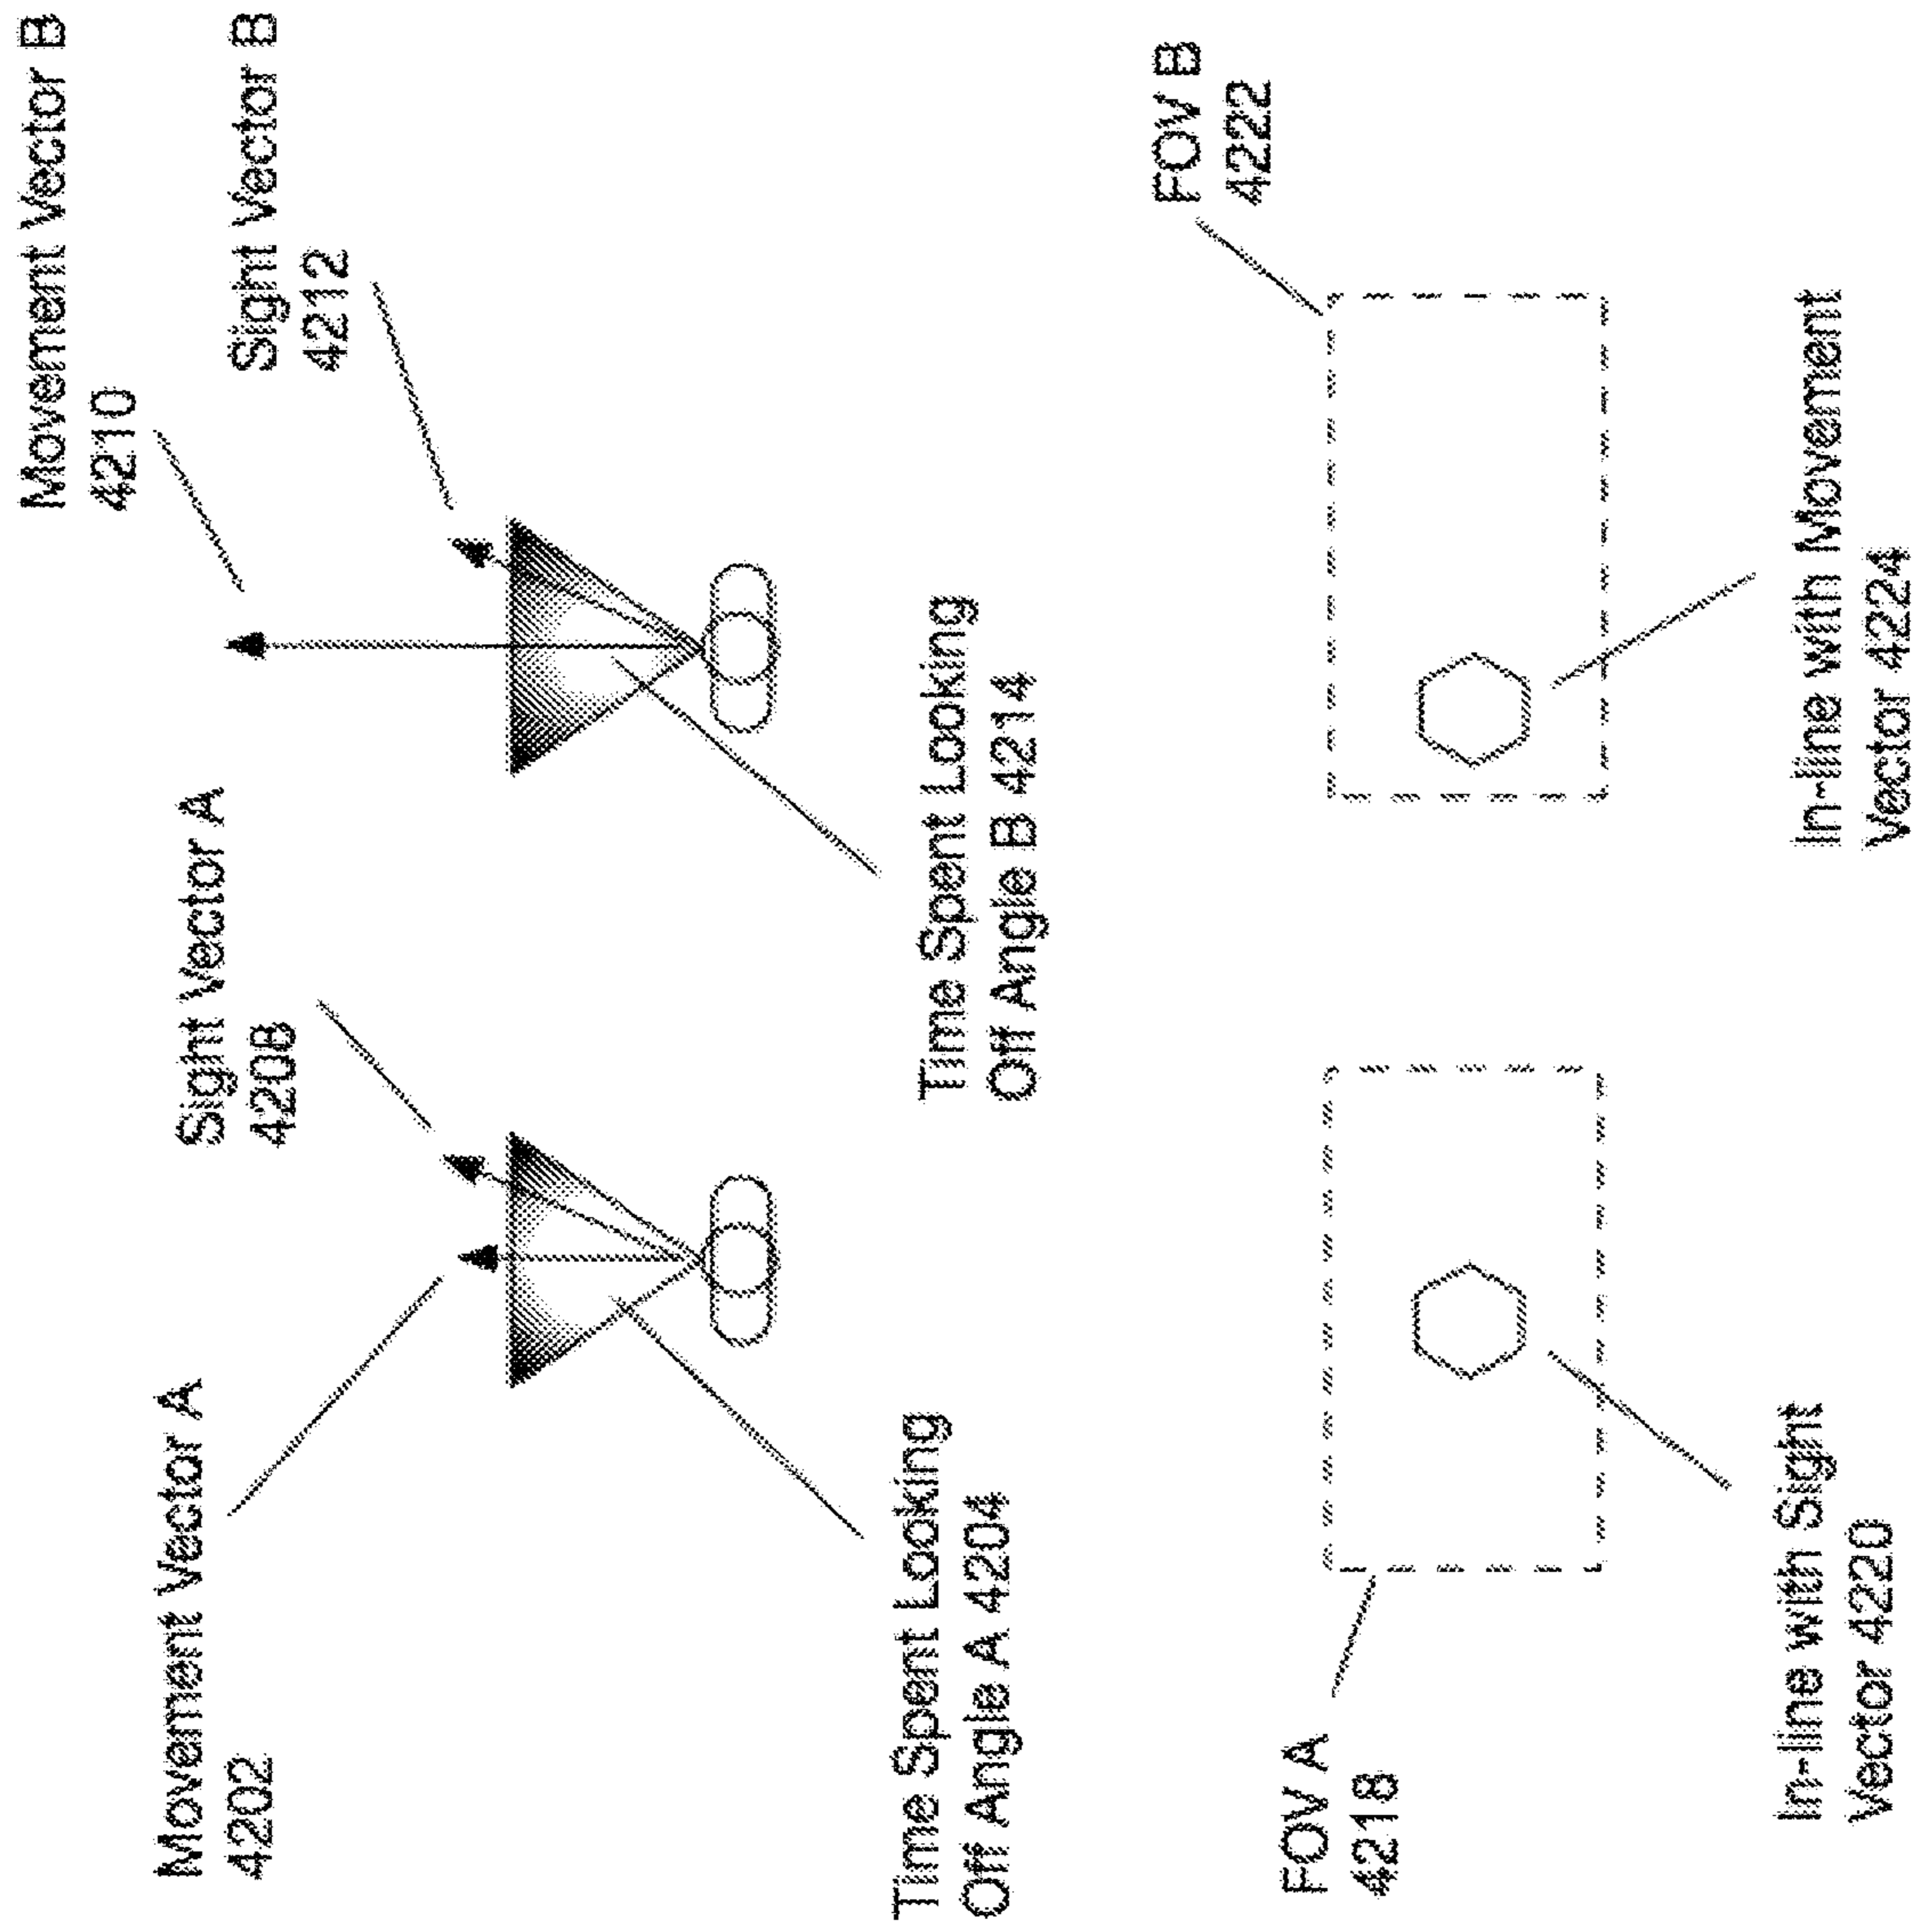 Movement Vector A
4202
Sight Vector A
4208
Movement Vector B
4210
Sight Vector B
4212
Time Spent Looking
Off Angle A 4204
Time Spent Looking
Off Angle B 4214
FOV A
4218
FOV B
4222
In-line with Sight
Vector 4220
In-line with Movement
Vector 4224